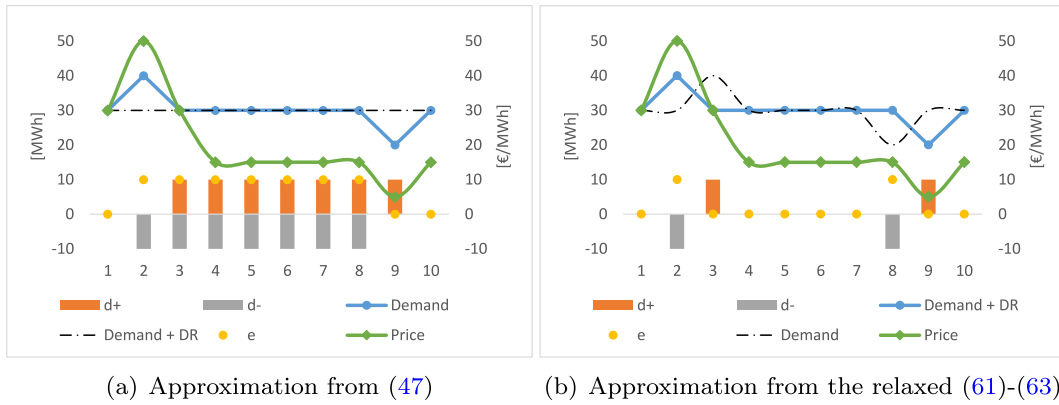 50 50
40 40
30 30
20 20
10 10
0 0
-10 -10
[MWh] [€/MWh]
1 2 3 4 5 6 7 8 9 10
d+ d- Demand
Demand + DR e Price
50 50
40 40
30 30
20 20
10 10
0 0
-10 -10
[MWh] [€/MWh]
1 2 3 4 5 6 7 8 9 10
d+ d- Demand + DR
e Demand Price
(a) Approximation from (47)
(b) Approximation from the relaxed (61)-(63)